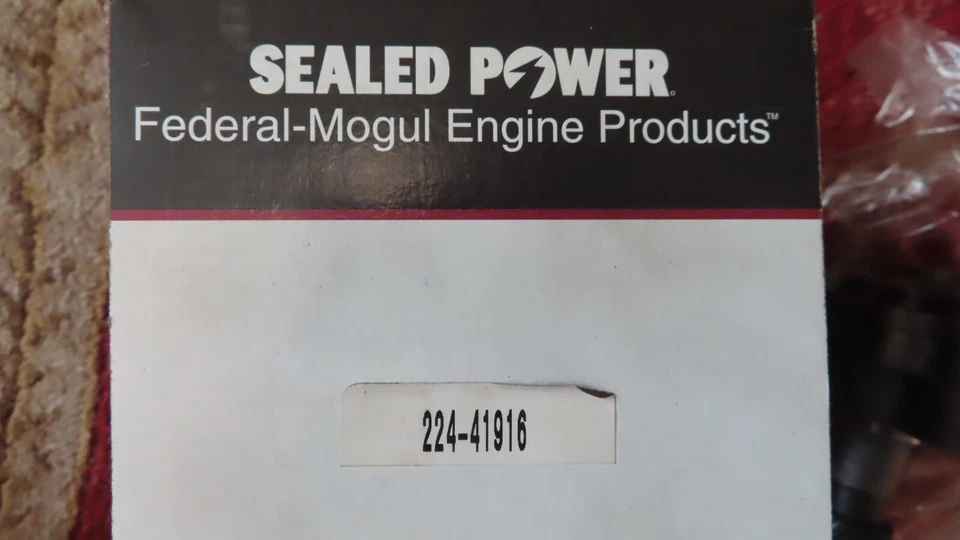 SEALED POWER®
Federal-Mogul Engine Products™
224-41916